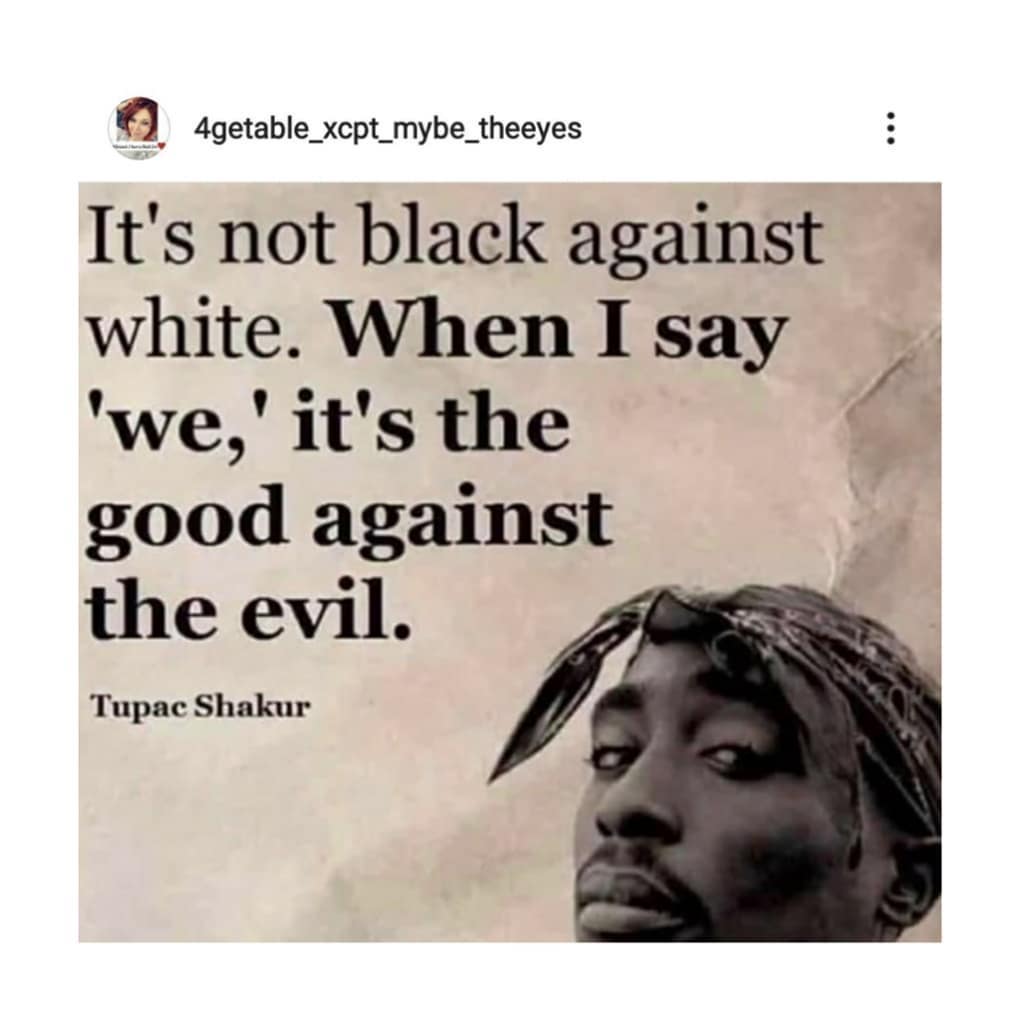 4getable_xcpt_mybe_theeyes
It's not black against
white. When I say
'we,' it's the
good against
the evil.
Tupac Shakur